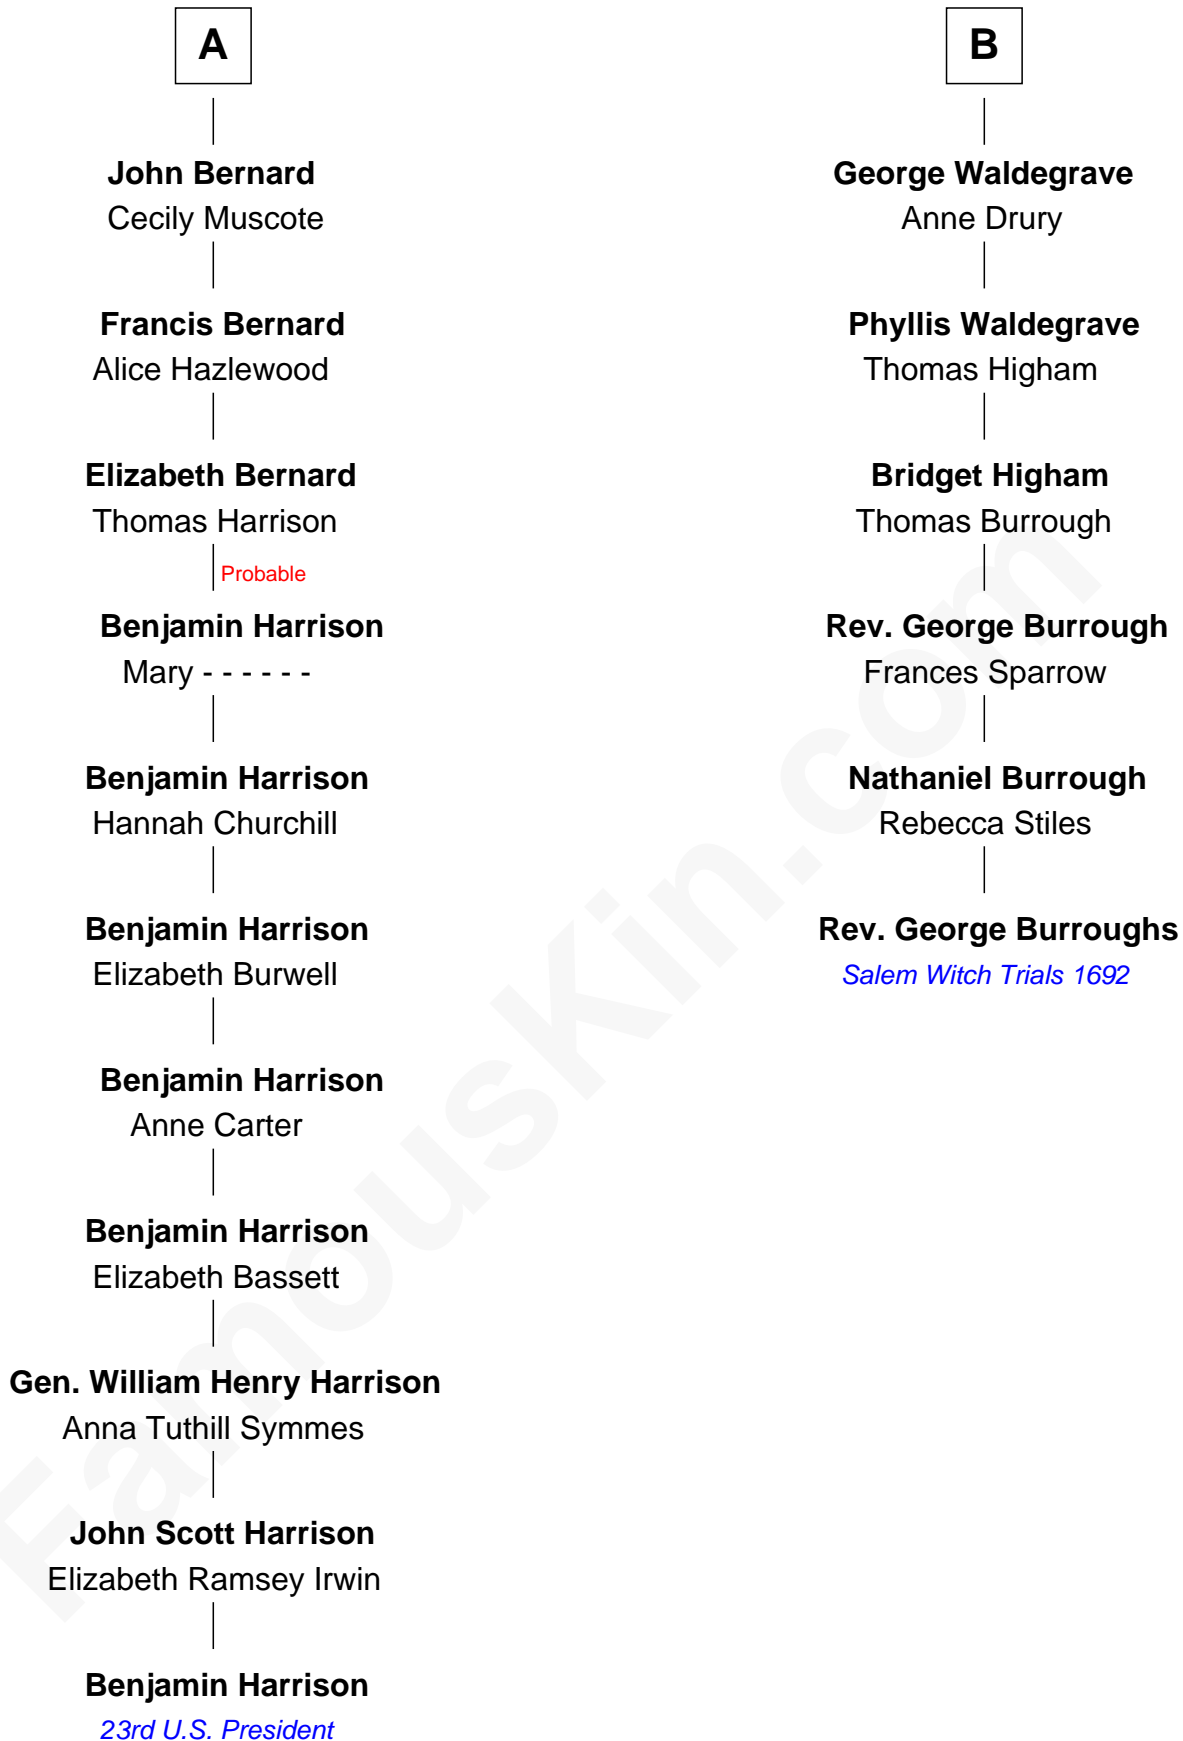 A
John Bernard
Cecily Muscote
Francis Bernard
Alice Hazlewood
Elizabeth Bernard
Thomas Harrison
Probable
Benjamin Harrison
Mary - - - - - -
Benjamin Harrison
Hannah Churchill
Benjamin Harrison
Elizabeth Burwell
Benjamin Harrison
Anne Carter
Benjamin Harrison
Elizabeth Bassett
Gen. William Henry Harrison
Anna Tuthill Symmes
John Scott Harrison
Elizabeth Ramsey Irwin
Benjamin Harrison
23rd U.S. President
B
George Waldegrave
Anne Drury
Phyllis Waldegrave
Thomas Higham
Bridget Higham
Thomas Burrough
Rev. George Burrough
Frances Sparrow
Nathaniel Burrough
Rebecca Stiles
Rev. George Burroughs
Salem Witch Trials 1692
FamousKin.com